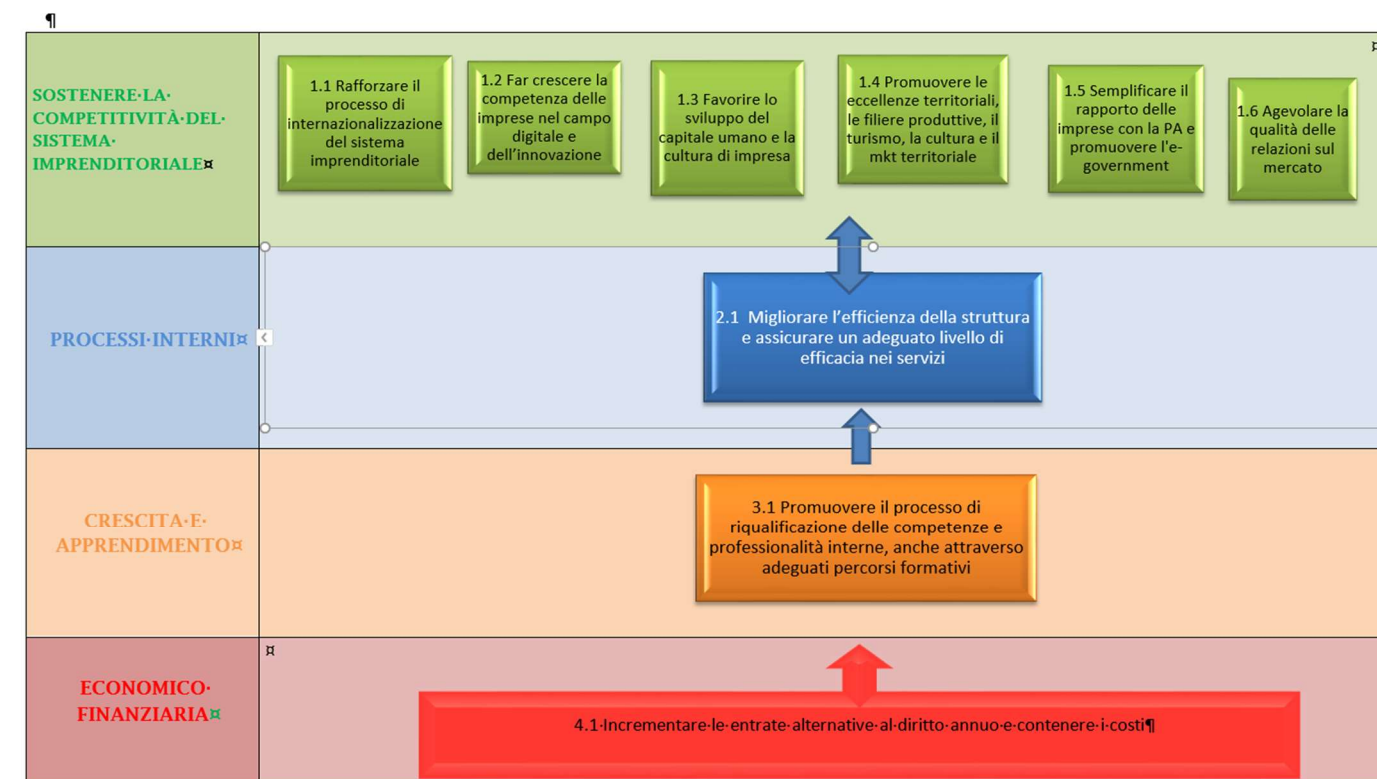 ¶
SOSTENERE·LA·
COMPETITIVITÀ·DEL·
SISTEMA·
IMPRENDITORIALE¤
1.1 Rafforzare il
processo di
internazionalizzazione
del sistema
imprenditoriale
1.2 Far crescere la
competenza delle
imprese nel campo
digitale e
dell’innovazione
1.3 Favorire lo
sviluppo del
capitale umano e la
cultura di impresa
1.4 Promuovere le
eccellenze territoriali,
le filiere produttive, il
turismo, la cultura e il
mkt territoriale
1.5 Semplificare il
rapporto delle
imprese con la PA e
promuovere l'e-
government
1.6 Agevolare la
qualità delle
relazioni sul
mercato
¤
PROCESSI·INTERNI¤
2.1 Migliorare l’efficienza della struttura
e assicurare un adeguato livello di
efficacia nei servizi
CRESCITA·E·
APPRENDIMENTO¤
3.1 Promuovere il processo di
riqualificazione delle competenze e
professionalità interne, anche attraverso
adeguati percorsi formativi
ECONOMICO·
FINANZIARIA¤
¤
4.1·Incrementare·le·entrate·alternative·al·diritto·annuo·e·contenere·i·costi¶